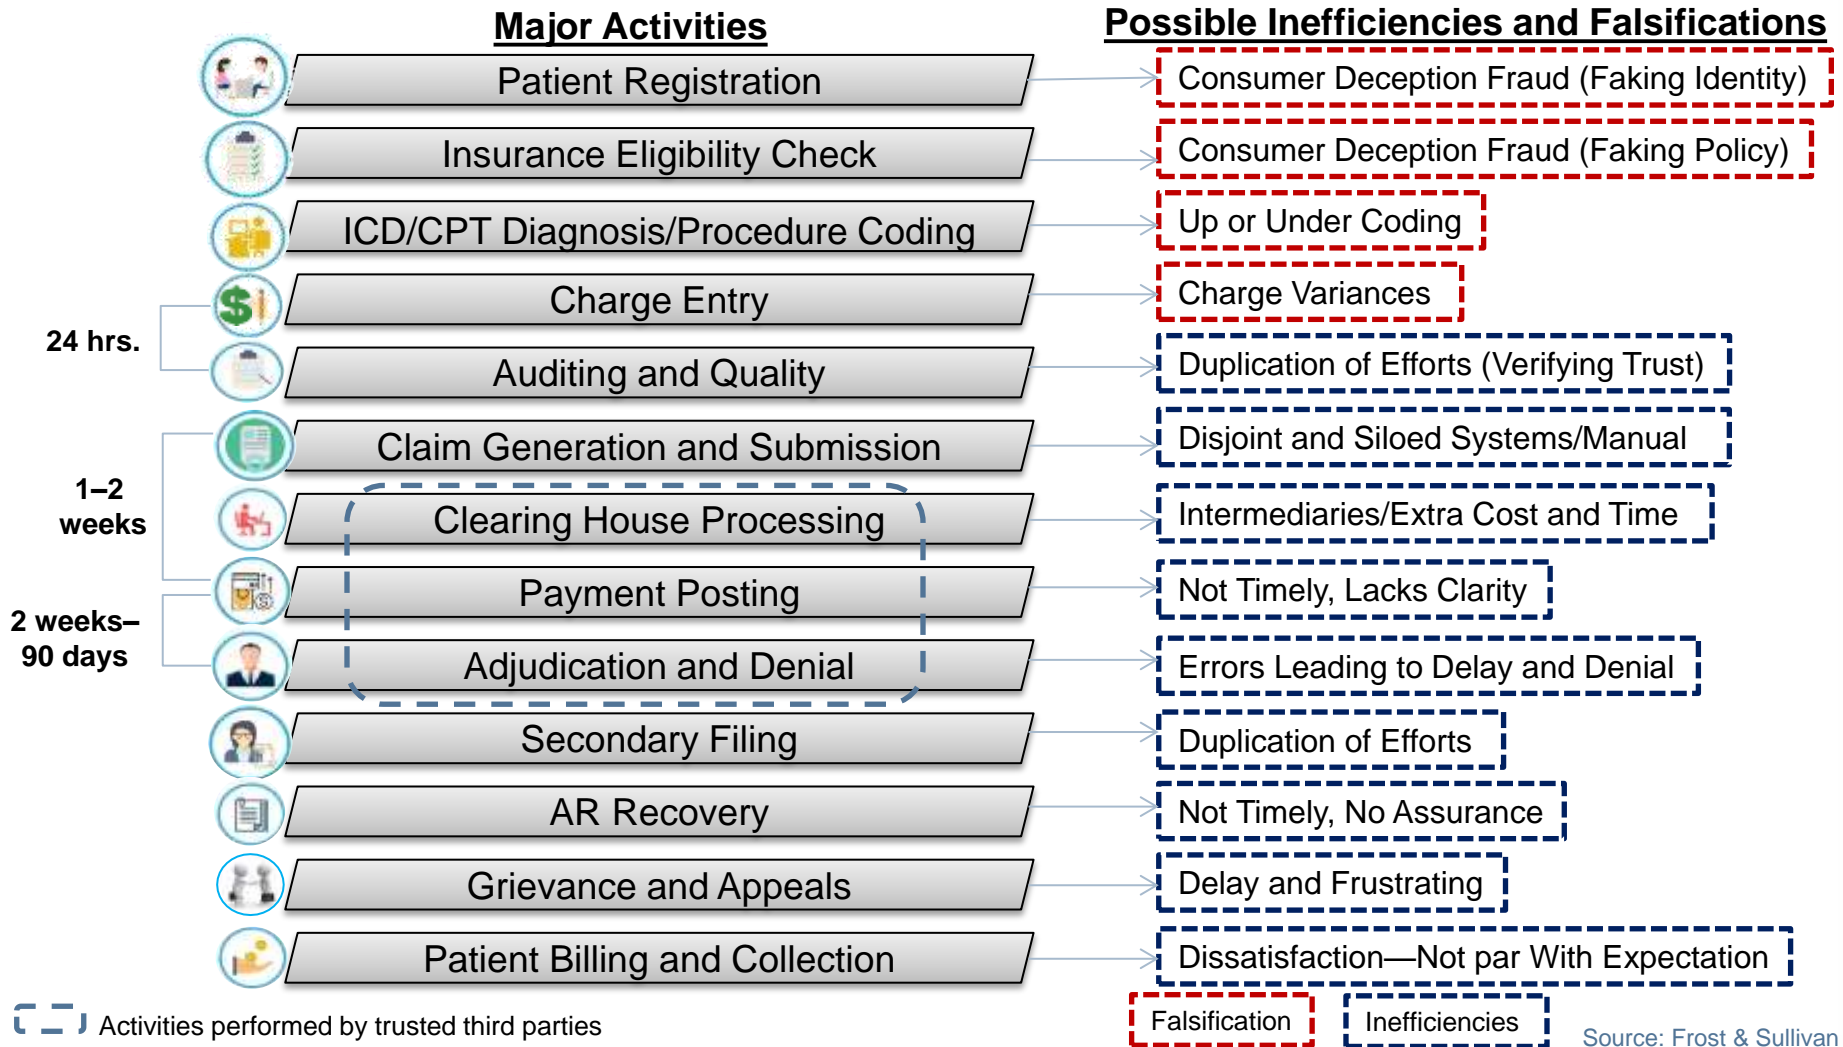 Major Activities
Possible Inefficiencies and Falsifications
Patient Registration
Consumer Deception Fraud (Faking Identity)
Insurance Eligibility Check
Consumer Deception Fraud (Faking Policy)
ICD/CPT Diagnosis/Procedure Coding
Up or Under Coding
Charge Entry
Charge Variances
24 hrs.
Auditing and Quality
Duplication of Efforts (Verifying Trust)
Claim Generation and Submission
Disjoint and Siloed Systems/Manual
1–2
weeks
Clearing House Processing
Intermediaries/Extra Cost and Time
Payment Posting
Not Timely, Lacks Clarity
2 weeks–
90 days
Adjudication and Denial
Errors Leading to Delay and Denial
Secondary Filing
Duplication of Efforts
AR Recovery
Not Timely, No Assurance
Grievance and Appeals
Delay and Frustrating
Patient Billing and Collection
Dissatisfaction—Not par With Expectation
Activities performed by trusted third parties
Falsification
Inefficiencies
Source: Frost & Sullivan